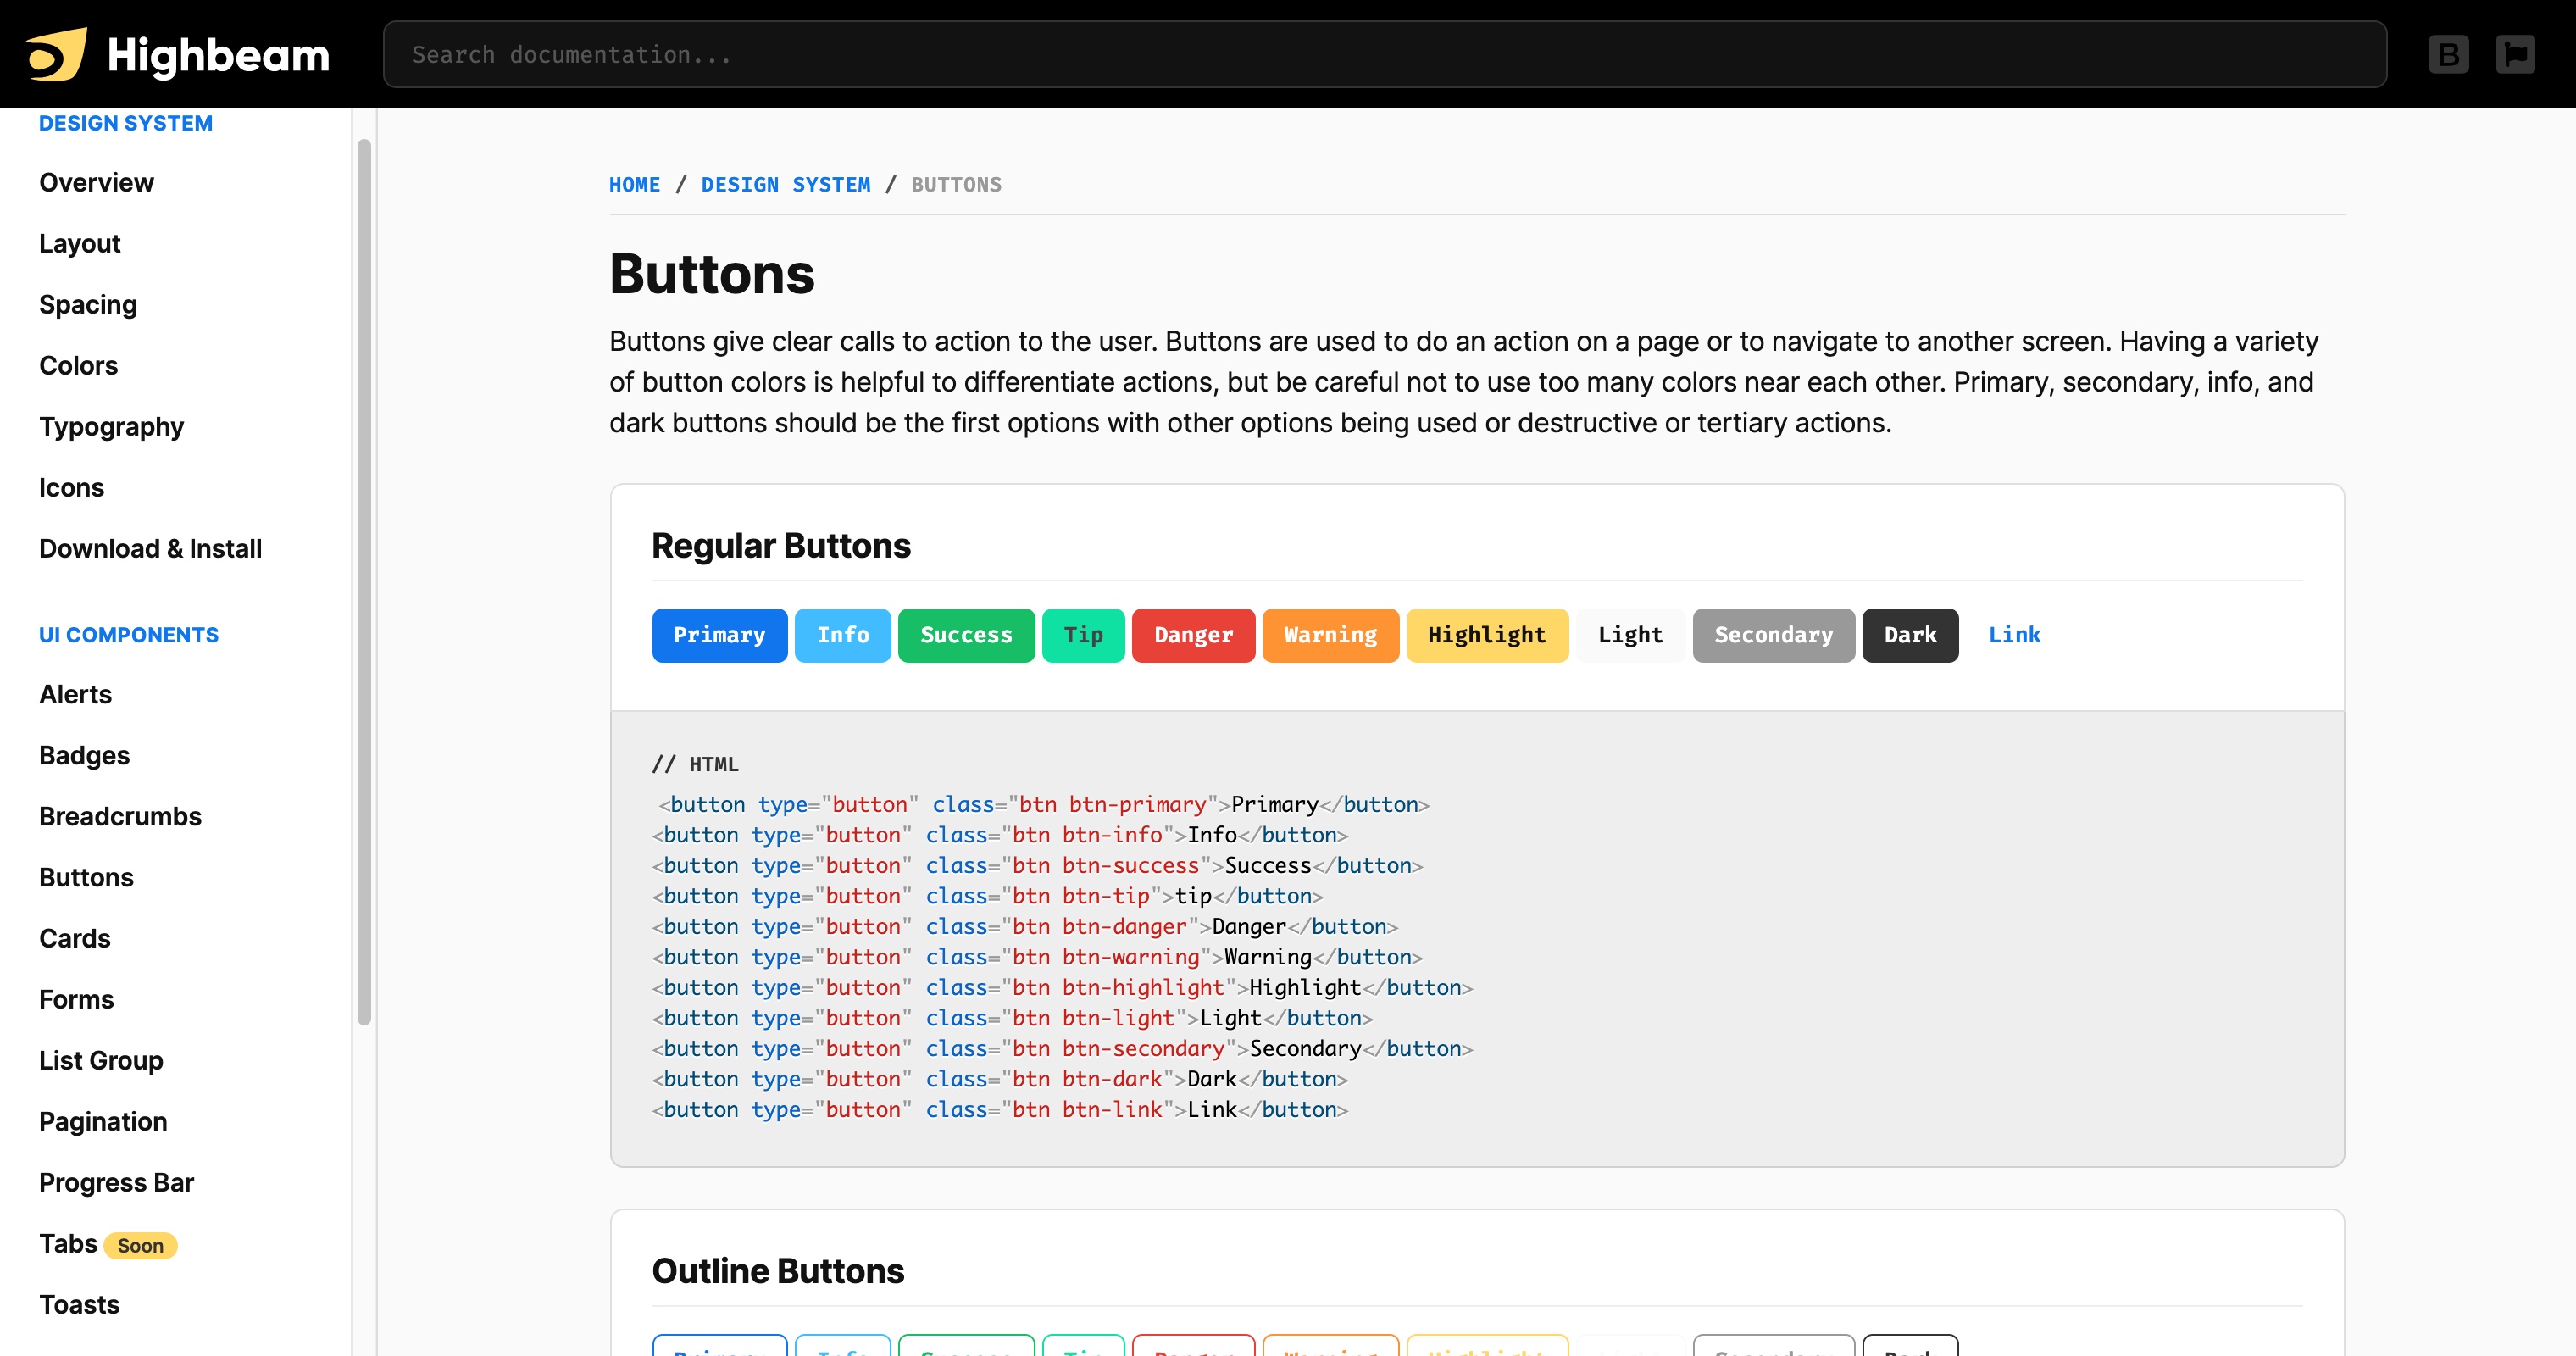 Highbeam
Search documentation...
B
DESIGN SYSTEM
Overview
Layout
Spacing
Colors
Typography
Icons
Download & Install
UI COMPONENTS
Alerts
Badges
Breadcrumbs
Buttons
Cards
Forms
List Group
Pagination
Progress Bar
Tabs Soon
Toasts
HOME / DESIGN SYSTEM / BUTTONS
Buttons
Buttons give clear calls to action to the user. Buttons are used to do an action on a page or to navigate to another screen. Having a variety
of button colors is helpful to differentiate actions, but be careful not to use too many colors near each other. Primary, secondary, info, and
dark buttons should be the first options with other options being used or destructive or tertiary actions.
Regular Buttons
Primary Info Success Tip Danger Warning Highlight Light Secondary Dark Link
// HTML
<button type="button" class="btn btn-primary">Primary</button>
<button type="button" class="btn btn-info">Info</button>
<button type="button" class="btn btn-success">Success</button>
<button type="button" class="btn btn-tip">tip</button>
<button type="button" class="btn btn-danger">Danger</button>
<button type="button" class="btn btn-warning">Warning</button>
<button type="button" class="btn btn-highlight">Highlight</button>
<button type="button" class="btn btn-light">Light</button>
<button type="button" class="btn btn-secondary">Secondary</button>
<button type="button" class="btn btn-dark">Dark</button>
<button type="button" class="btn btn-link">Link</button>
Outline Buttons